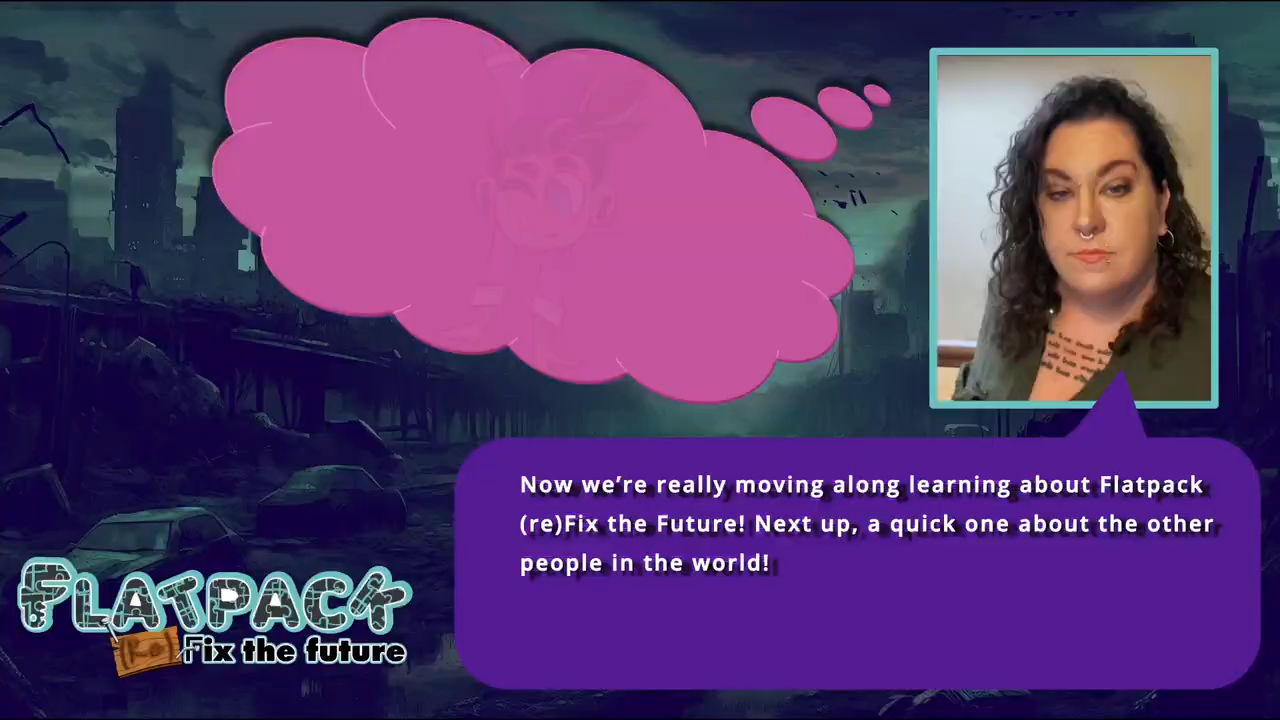 Now we’re really moving along learning about Flatpack
(re)Fix the Future! Next up, a quick one about the other
people in the world!
FLATPACK
(Re) Fix the future